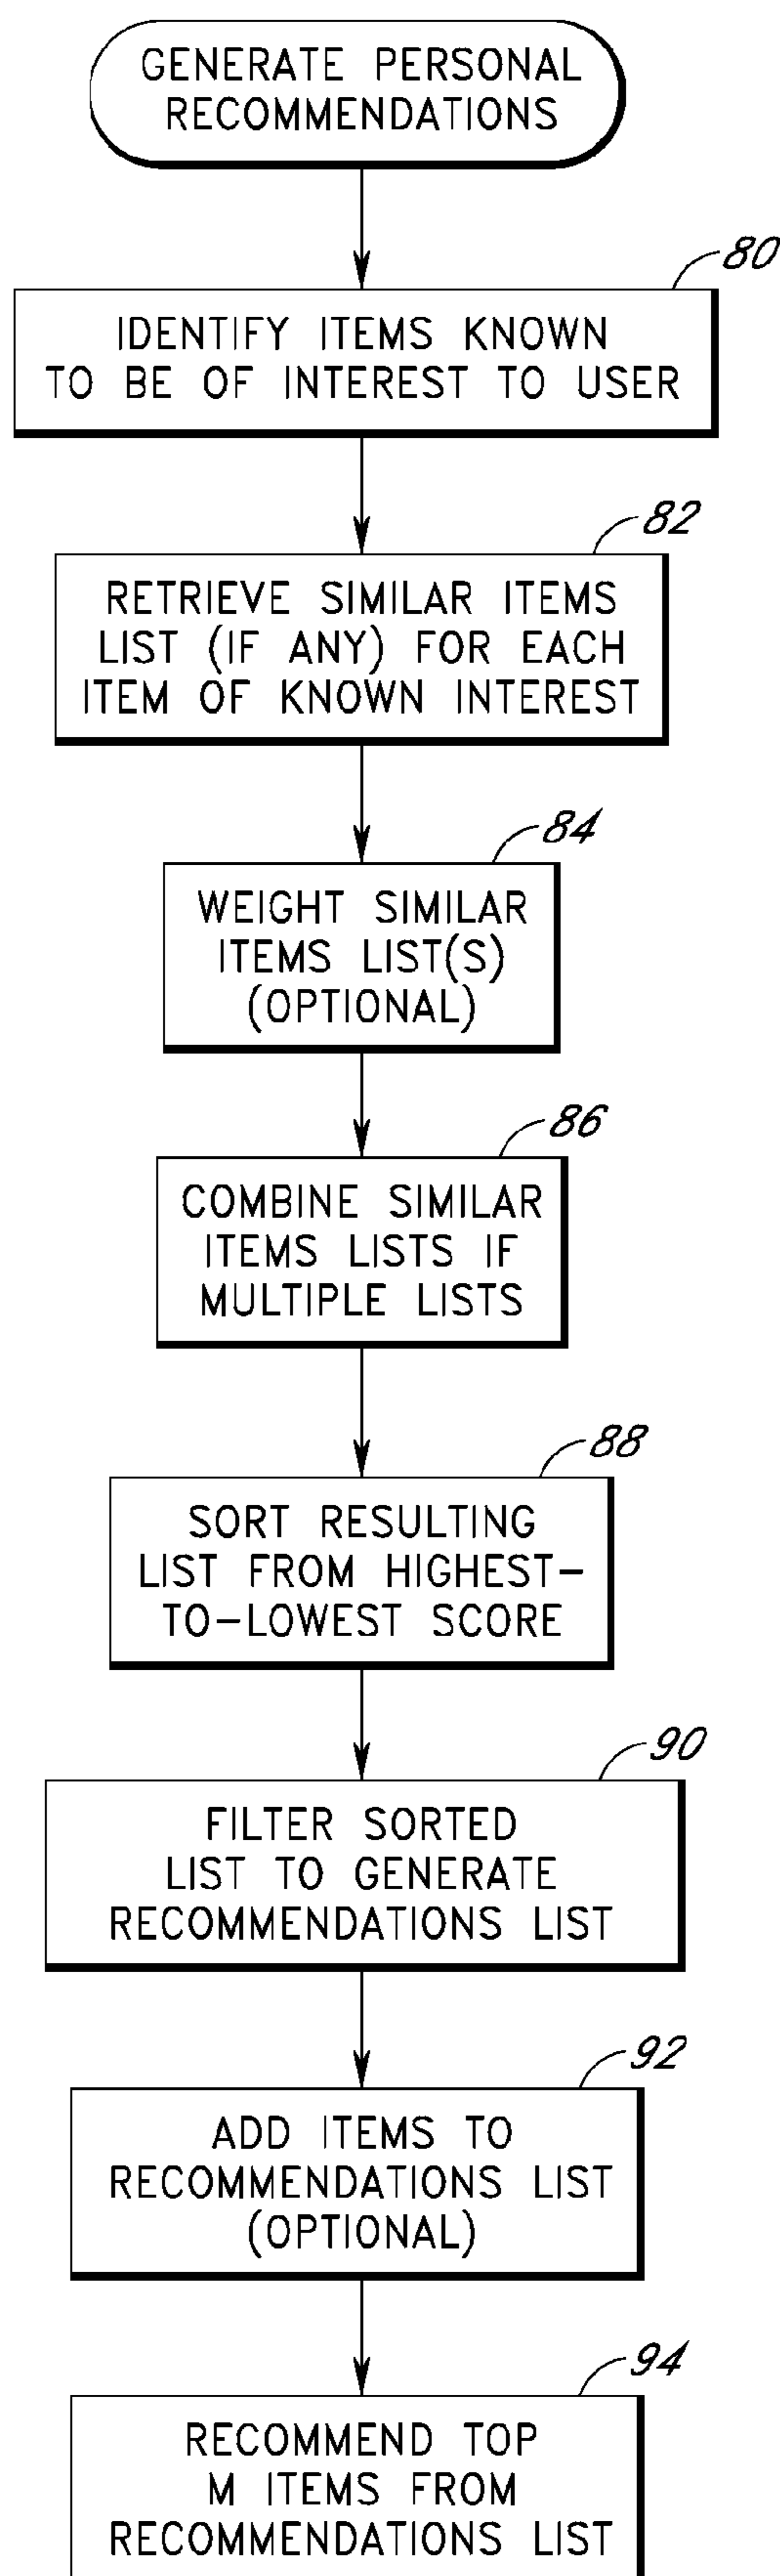 GENERATE PERSONAL
RECOMMENDATIONS
80
IDENTIFY ITEMS KNOWN
TO BE OF INTEREST TO USER
82
RETRIEVE SIMILAR ITEMS
LIST (IF ANY) FOR EACH
ITEM OF KNOWN INTEREST
84
WEIGHT SIMILAR
ITEMS LIST(S)
(OPTIONAL)
86
COMBINE SIMILAR
ITEMS LISTS IF
MULTIPLE LISTS
88
SORT RESULTING
LIST FROM HIGHEST-
TO-LOWEST SCORE
90
FILTER SORTED
LIST TO GENERATE
RECOMMENDATIONS LIST
92
ADD ITEMS TO
RECOMMENDATIONS LIST
(OPTIONAL)
94
RECOMMEND TOP
M ITEMS FROM
RECOMMENDATIONS LIST